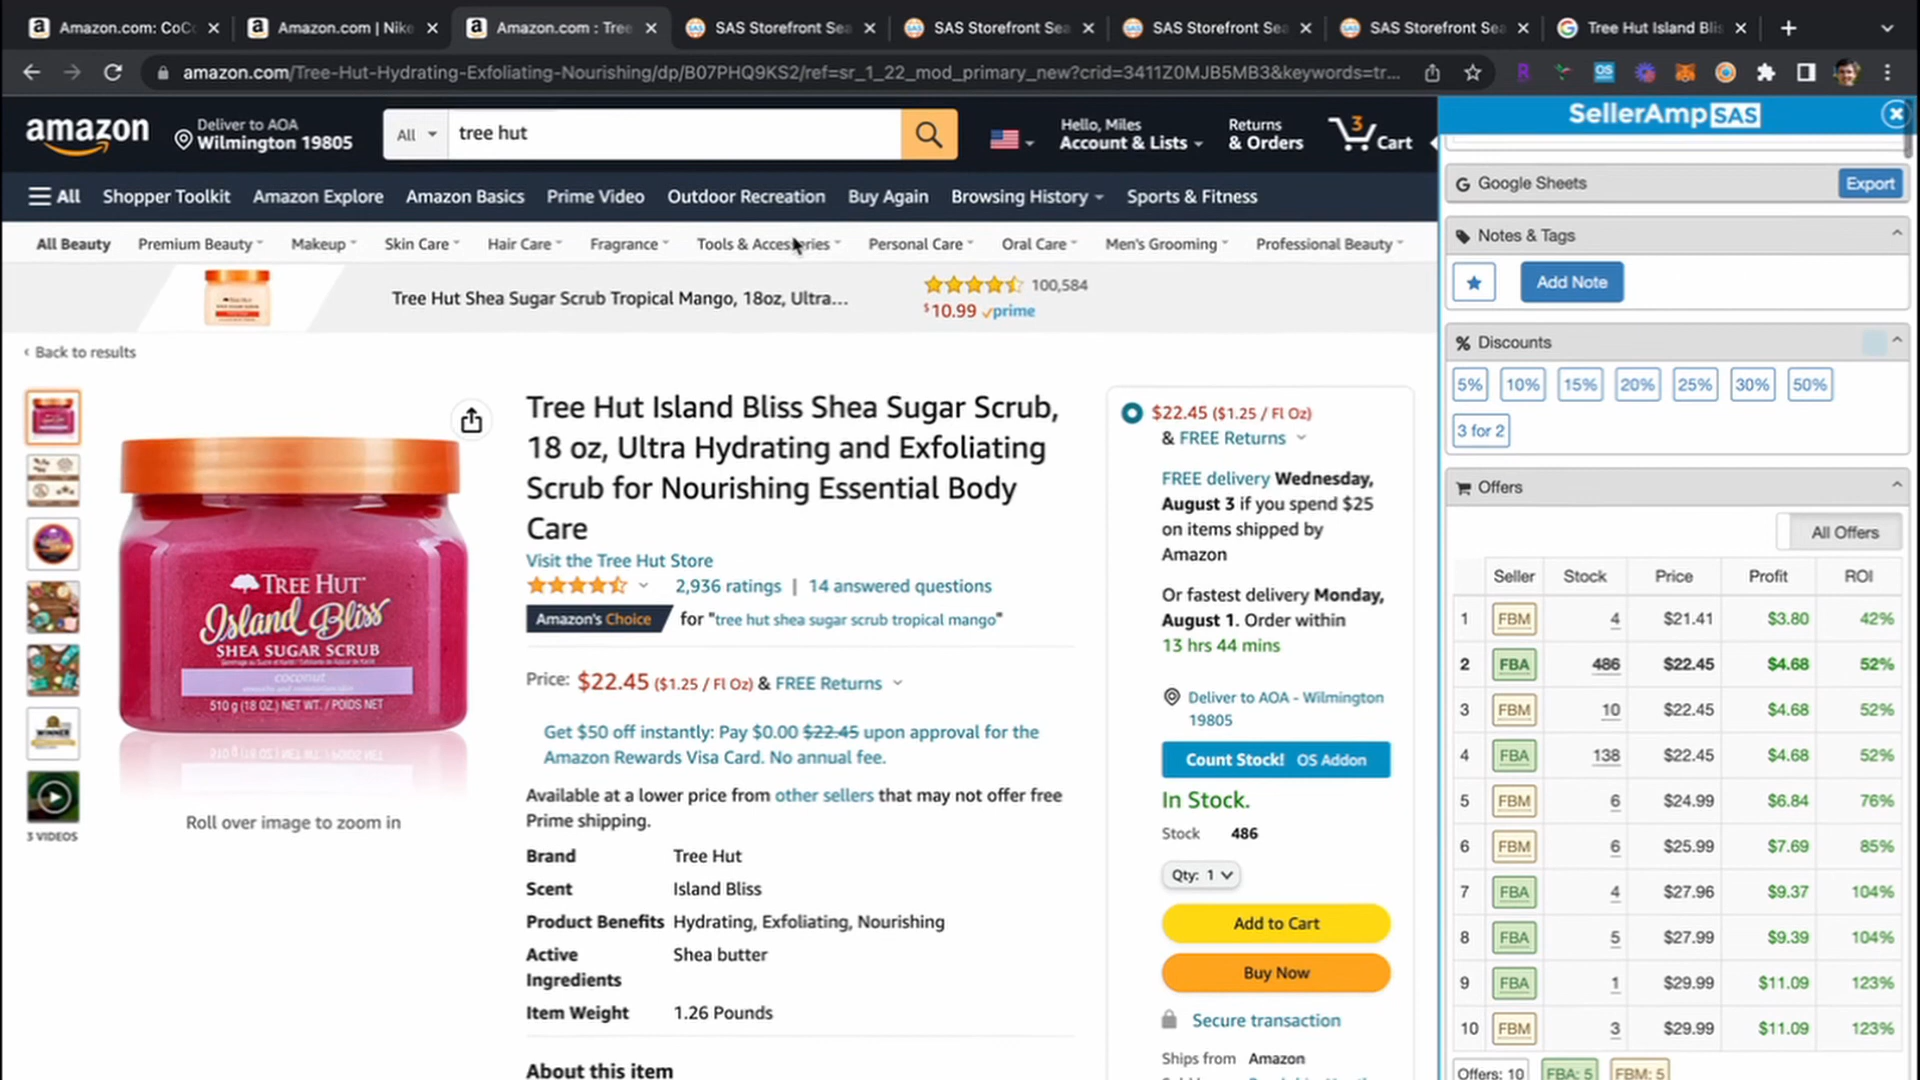 Amazon.com: CoCo
Amazon.com | Nike
Amazon.com : Tree
SAS Storefront Sea
SAS Storefront Sea
SAS Storefront Sea
SAS Storefront Sea
Tree Hut Island Blis
amazon.com/Tree-Hut-Hydrating-Exfoliating-Nourishing/dp/B07PHQ9KS2/ref=sr_1_22_mod_primary_new?crid=3411Z0MJB5MB3&keywords=tr...
amazon
Deliver to AOA
Wilmington 19805
All
tree hut
Hello, Miles
Account & Lists
Returns
& Orders
3
Cart
All
Shopper Toolkit
Amazon Explore
Amazon Basics
Prime Video
Outdoor Recreation
Buy Again
Browsing History
Sports & Fitness
All Beauty
Premium Beauty
Makeup
Skin Care
Hair Care
Fragrance
Tools & Accessories
Personal Care
Oral Care
Men's Grooming
Professional Beauty
Tree Hut Shea Sugar Scrub Tropical Mango, 18oz, Ultra...
100,584
$10.99 prime
‹ Back to results
3 VIDEOS
TREE HUT
Island Bliss
SHEA SUGAR SCRUB
coconut
510 g (18 OZ.) NET WT. / POIDS NET
Roll over image to zoom in
Tree Hut Island Bliss Shea Sugar Scrub,
18 oz, Ultra Hydrating and Exfoliating
Scrub for Nourishing Essential Body
Care
Visit the Tree Hut Store
2,936 ratings | 14 answered questions
Amazon's Choice for "tree hut shea sugar scrub tropical mango"
Price: $22.45 ($1.25 / Fl Oz) & FREE Returns
Get $50 off instantly: Pay $0.00 $22.45 upon approval for the
Amazon Rewards Visa Card. No annual fee.
Available at a lower price from other sellers that may not offer free
Prime shipping.
Brand Tree Hut
Scent Island Bliss
Product Benefits Hydrating, Exfoliating, Nourishing
Active Shea butter
Ingredients
Item Weight 1.26 Pounds
About this item
$22.45 ($1.25 / Fl Oz)
& FREE Returns
FREE delivery Wednesday,
August 3 if you spend $25
on items shipped by
Amazon
Or fastest delivery Monday,
August 1. Order within
13 hrs 44 mins
Deliver to AOA - Wilmington
19805
Count Stock! OS Addon
In Stock.
Stock 486
Qty: 1
Add to Cart
Buy Now
Secure transaction
Ships from Amazon
SellerAmp SAS
Google Sheets
Export
Notes & Tags
Add Note
% Discounts
5% 10% 15% 20% 25% 30% 50%
3 for 2
Offers
All Offers
Seller Stock Price Profit ROI
1 FBM 4 $21.41 $3.80 42%
2 FBA 486 $22.45 $4.68 52%
3 FBM 10 $22.45 $4.68 52%
4 FBA 138 $22.45 $4.68 52%
5 FBM 6 $24.99 $6.84 76%
6 FBM 6 $25.99 $7.69 85%
7 FBA 4 $27.96 $9.37 104%
8 FBA 5 $27.99 $9.39 104%
9 FBA 1 $29.99 $11.09 123%
10 FBM 3 $29.99 $11.09 123%
Offers: 10 FBA: 5 FBM: 5